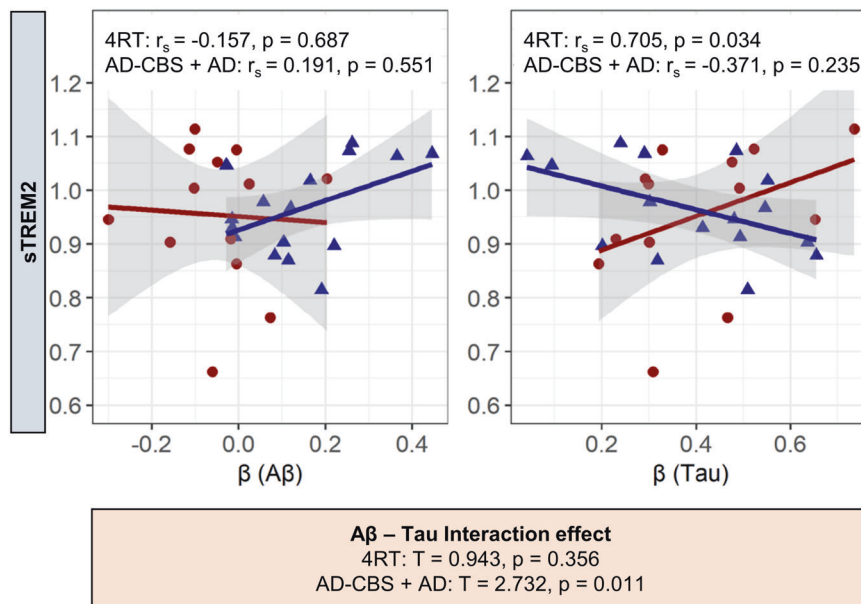 4RT: rs = -0.157, p = 0.687
AD-CBS + AD: rs = 0.191, p = 0.551
4RT: rs = 0.705, p = 0.034
AD-CBS + AD: rs = -0.371, p = 0.235
sTREM2
1.2
1.1
1.0
0.9
0.8
0.7
0.6
-0.2
0.0
0.2
0.4
β (Aβ)
1.2
1.1
1.0
0.9
0.8
0.7
0.6
0.2
0.4
0.6
β (Tau)
Aβ – Tau Interaction effect
4RT: T = 0.943, p = 0.356
AD-CBS + AD: T = 2.732, p = 0.011